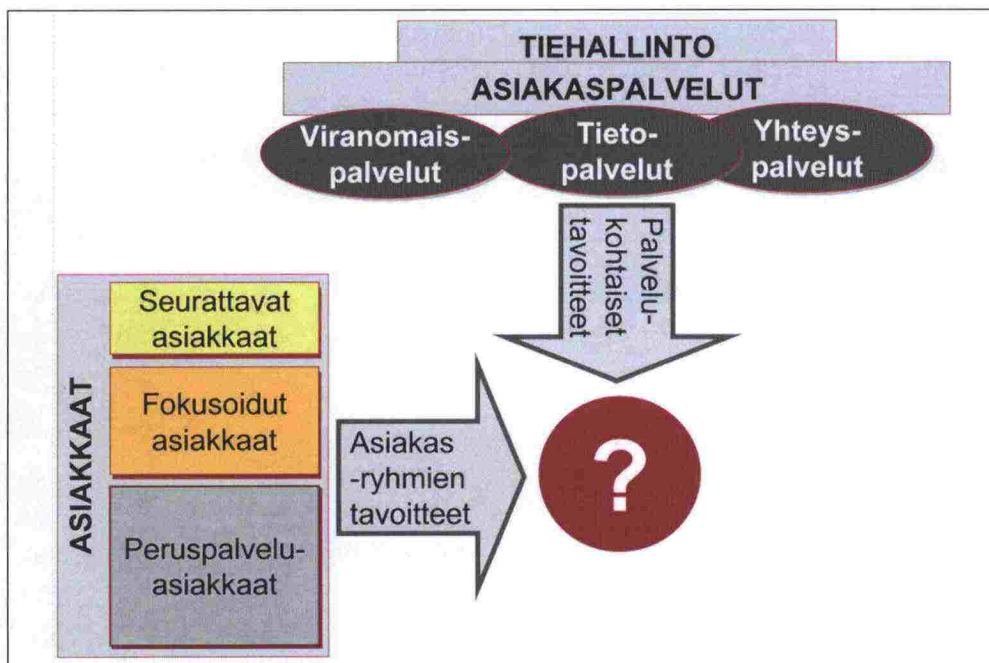 TIEHALLINTO
ASIAKASPALVELUT
Viranomais-
palvelut
Tieto-
palvelut
Yhteys-
palvelut
Palvelu-
kohtaiset
tavoitteet
ASIAKKAAT
Seurattavat
asiakkaat
Fokusoidut
asiakkaat
Peruspalvelu-
asiakkaat
Asiakas
-ryhmien
tavoitteet
?